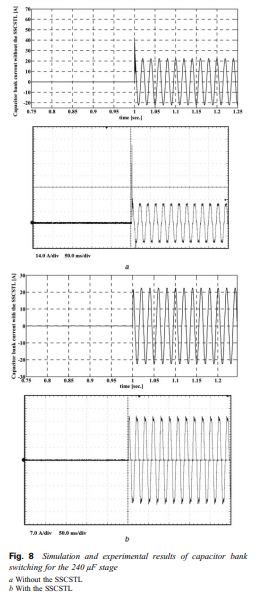 Capacitor bank current without the SSCSTL [A]
70
60
50
40
30
20
10
0
-10
-20
0.75 0.8 0.85 0.9 0.95 1 1.05 1.1 1.15 1.2 1.25
time [sec.]
14.0 A/div 50.0 ms/div
a
Capacitor bank current with the SSCSTL [A]
30
20
10
0
-10
-20
0.75 0.8 0.85 0.9 0.95 1 1.05 1.1 1.15 1.2
time [sec.]
7.0 A/div 50.0 ms/div
b
Fig. 8 Simulation and experimental results of capacitor bank
switching for the 240 μF stage
a Without the SSCSTL
b With the SSCSTL